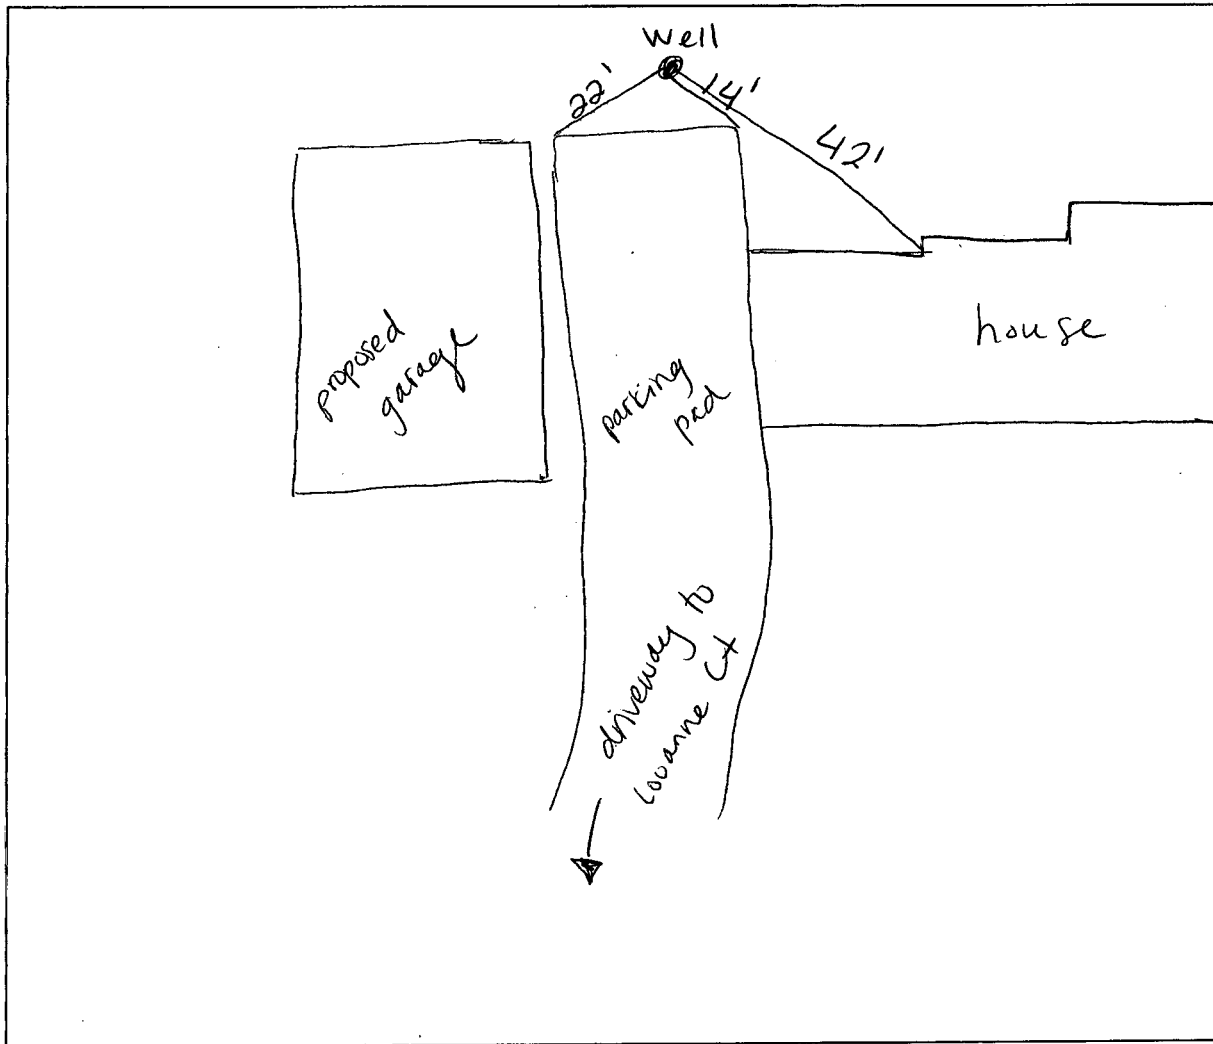 Well
22'
14'
42'
house
proposed
garage
parking
pad
driveway to
Louanne Ct